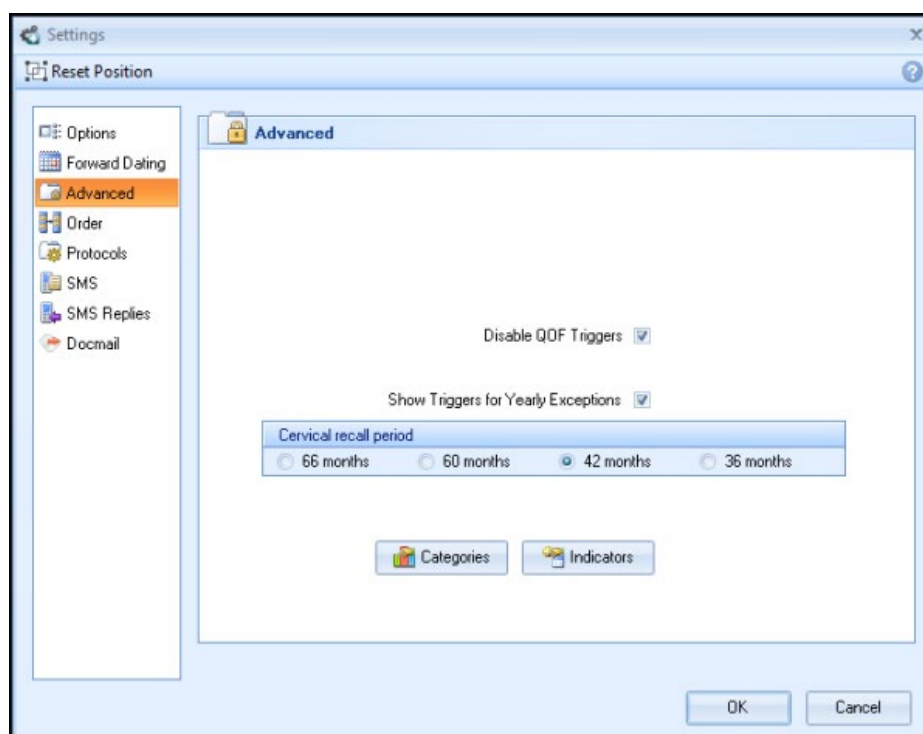 Settings
Reset Position
Options
Forward Dating
Advanced
Order
Protocols
SMS
SMS Replies
Docmail
Advanced
Disable QOF Triggers
Show Triggers for Yearly Exceptions
Cervical recall period
66 months 60 months 42 months 36 months
Categories Indicators
OK Cancel